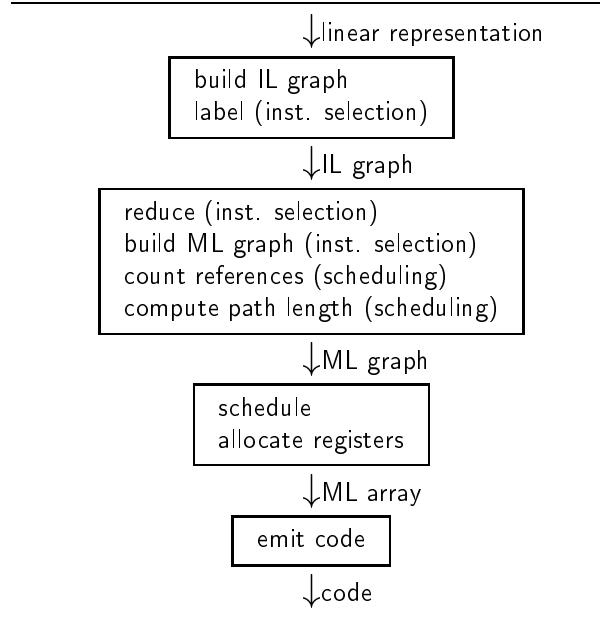 linear representation
build IL graph
label (inst. selection)
IL graph
reduce (inst. selection)
build ML graph (inst. selection)
count references (scheduling)
compute path length (scheduling)
ML graph
schedule
allocate registers
ML array
emit code
code